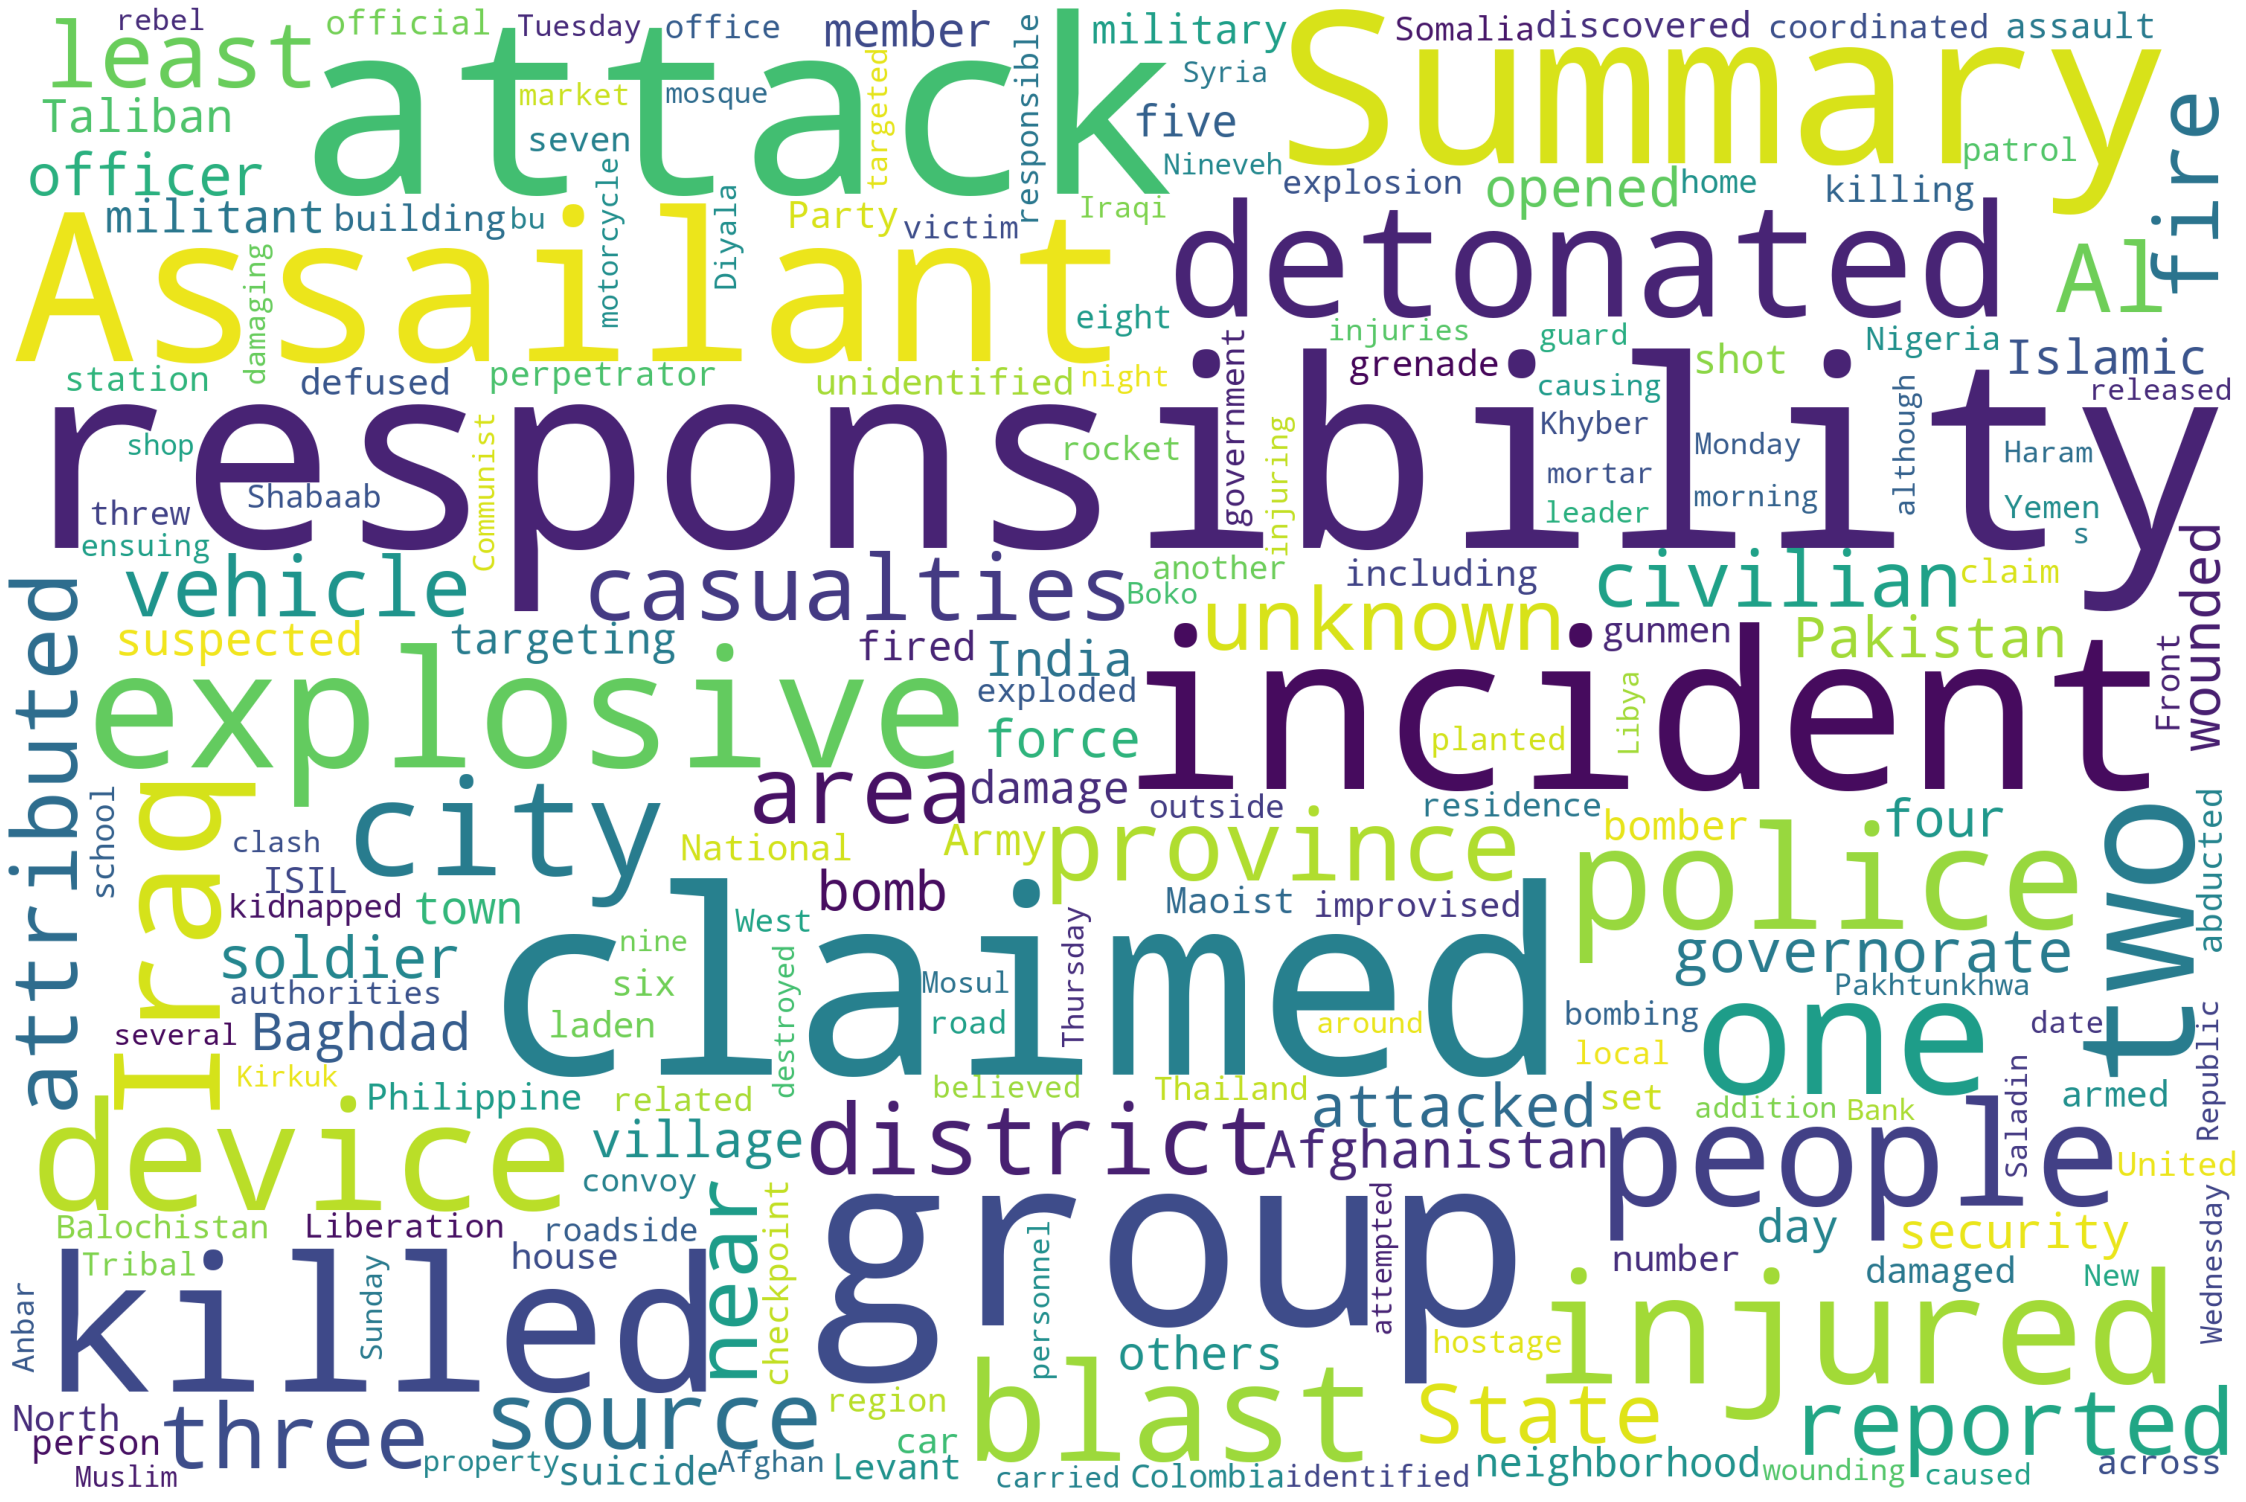 rebel
official
Tuesday
office
member
responsible
military
Somalia
discovered
coordinated
assault
least
attack
Summary
Syria
market
mosque
targeted
Taliban
seven
five
fire
patrol
officer
Nineveh
explosion
opened
home
killing
militant
building
bu
motorcycle
Diyala
Party
victim
Iraqi
detonated
Al
Assailant
damaging
eight
injuries
guard
Nigeria
station
defused
perpetrator
unidentified
night
government
grenade
shot
Islamic
causing
released
responsibility
shop
Communist
rocket
injuring
Khyber
Monday
although
Haram
mortar
threw
Shabaab
leader
morning
Yemen
s
ensuing
vehicle
casualties
another
including
civilian
claim
wounded
Boko
attributed
suspected
targeting
fired
India
unknown
gunmen
Pakistan
Front
explosive
exploded
incident
force
planted
Libya
Iraq
city
area
damage
outside
residence
four
two
school
clash
National
Army
province
bomber
police
abducted
ISIL
kidnapped
town
bomb
Maoist
improvised
claimed
West
Thursday
soldier
nine
governorate
authorities
six
destroyed
Mosul
Pakhtunkhwa
one
several
Baghdad
laden
road
around
bombing
date
Republic
Kirkuk
local
Philippine
related
believed
Thailand
attacked
set
addition
Bank
Saladin
armed
device
village
district
Afghanistan
people
United
convoy
near
checkpoint
group
attempted
Wednesday
Balochistan
Liberation
roadside
personnel
day
security
Tribal
house
number
damaged
New
Anbar
killed
Sunday
injured
others
hostage
blast
State
North
three
source
region
reported
person
car
Muslim
property
suicide
Afghan
Levant
carried
Colombia
identified
neighborhood
wounding
caused
across